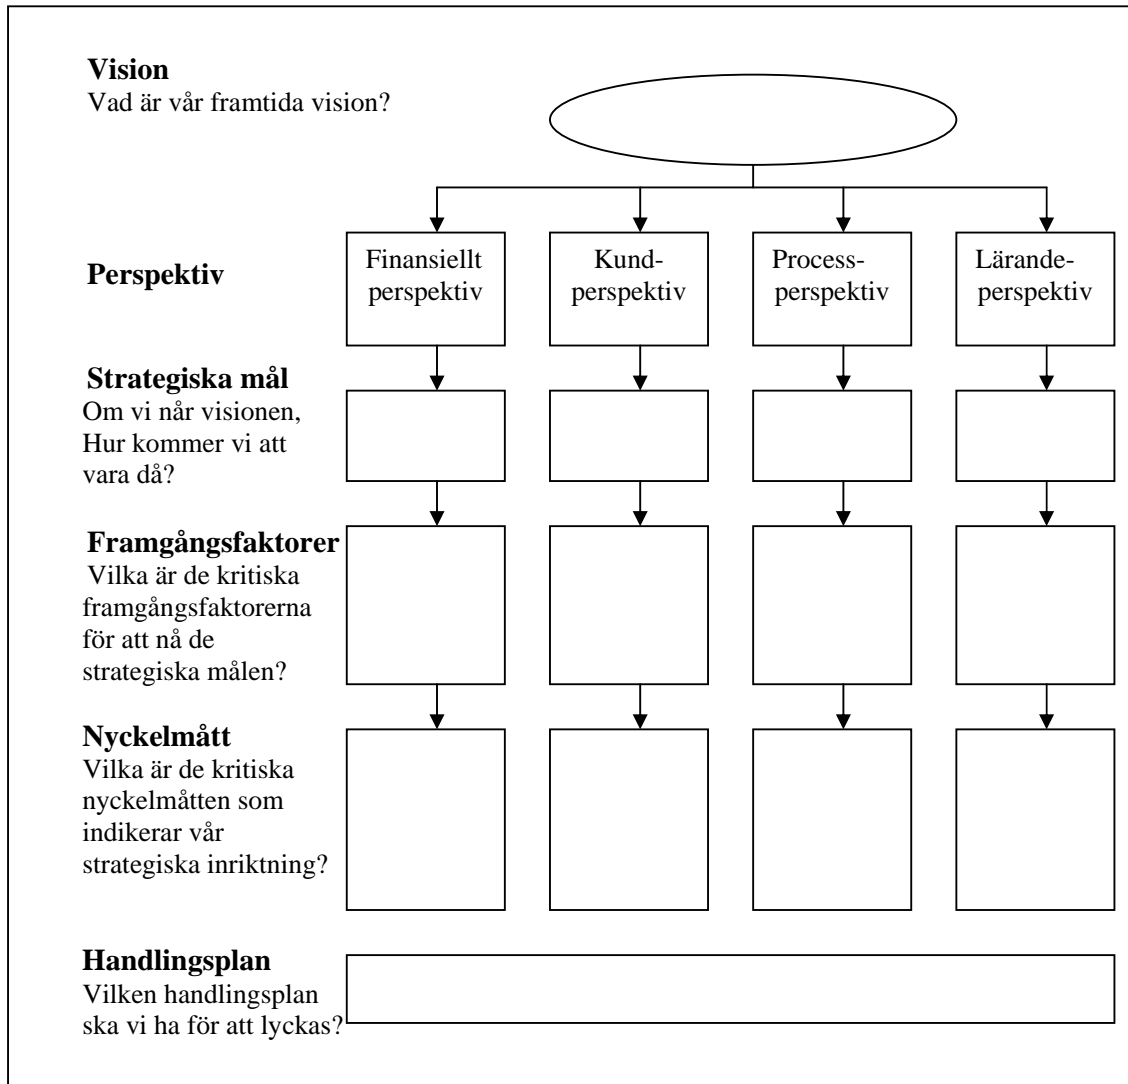 Vision
Vad är vår framtida vision?
Perspektiv
Finansiellt
perspektiv
Kund-
perspektiv
Process-
perspektiv
Lärande-
perspektiv
Strategiska mål
Om vi når visionen,
Hur kommer vi att
vara då?
Framgångsfaktorer
Vilka är de kritiska
framgångsfaktorerna
för att nå de
strategiska målen?
Nyckelmått
Vilka är de kritiska
nyckelmåtten som
indikerar vår
strategiska inriktning?
Handlingsplan
Vilken handlingsplan
ska vi ha för att lyckas?